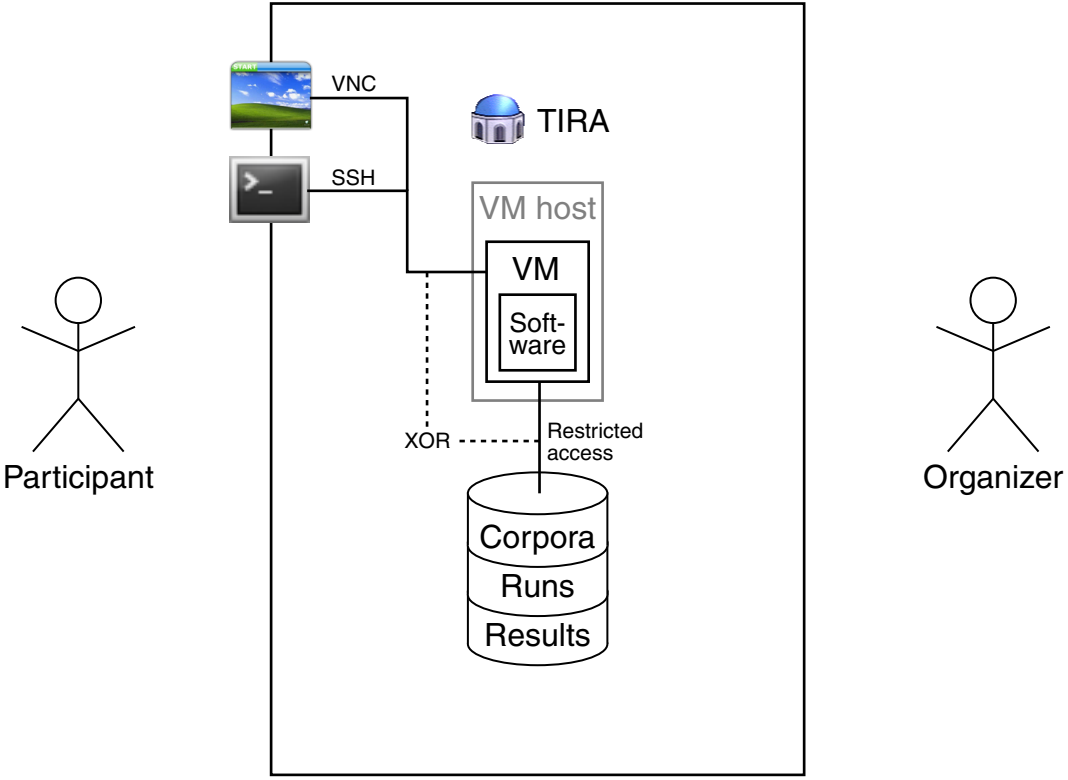 START
VNC
TIRA
SSH
VM host
VM
Soft-
ware
XOR
Restricted
access
Participant
Organizer
Corpora
Runs
Results